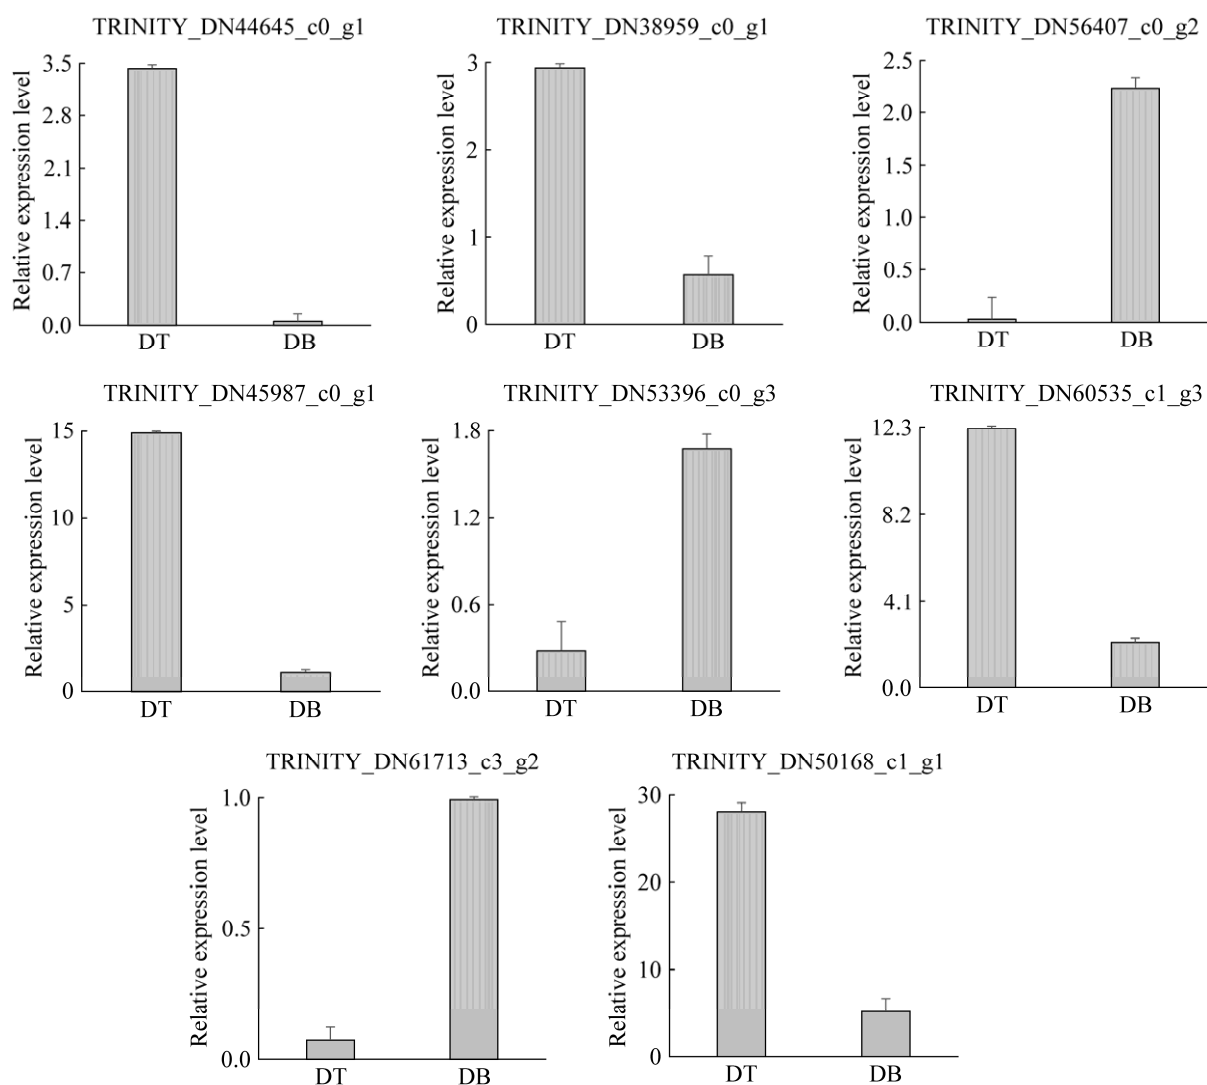 TRINITY_DN44645_c0_g1
Relative expression level
3.5
2.8
2.1
1.4
0.7
0.0
DT DB
TRINITY_DN38959_c0_g1
Relative expression level
3
2
1
0
DT DB
TRINITY_DN56407_c0_g2
Relative expression level
2.5
2.0
1.5
1.0
0.5
0.0
DT DB
TRINITY_DN45987_c0_g1
Relative expression level
15
10
5
0
DT DB
TRINITY_DN53396_c0_g3
Relative expression level
1.8
1.2
0.6
0.0
DT DB
TRINITY_DN60535_c1_g3
Relative expression level
12.3
8.2
4.1
0.0
DT DB
TRINITY_DN61713_c3_g2
Relative expression level
1.0
0.5
0.0
DT DB
TRINITY_DN50168_c1_g1
Relative expression level
30
20
10
0
DT DB